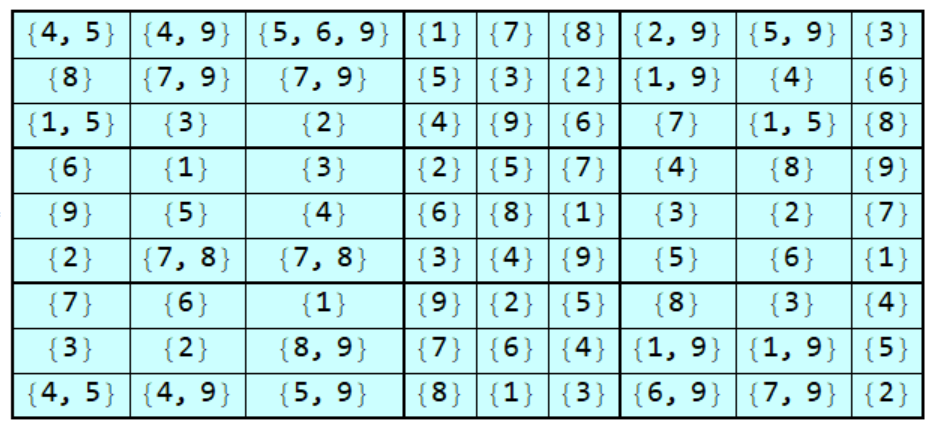 {4, 5} {4, 9} {5, 6, 9} {1} {7} {8} {2, 9} {5, 9} {3}
{8} {7, 9} {7, 9} {5} {3} {2} {1, 9} {4} {6}
{1, 5} {3} {2} {4} {9} {6} {7} {1, 5} {8}
{6} {1} {3} {2} {5} {7} {4} {8} {9}
{9} {5} {4} {6} {8} {1} {3} {2} {7}
{2} {7, 8} {7, 8} {3} {4} {9} {5} {6} {1}
{7} {6} {1} {9} {2} {5} {8} {3} {4}
{3} {2} {8, 9} {7} {6} {4} {1, 9} {1, 9} {5}
{4, 5} {4, 9} {5, 9} {8} {1} {3} {6, 9} {7, 9} {2}